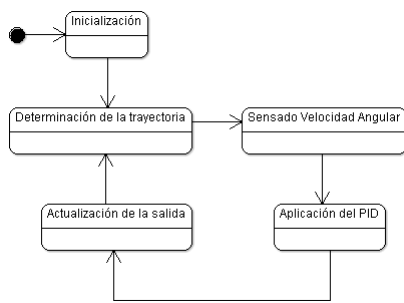 Inicialización
Determinación de la trayectoria
Sensado Velocidad Angular
Actualización de la salida
Aplicación del PID